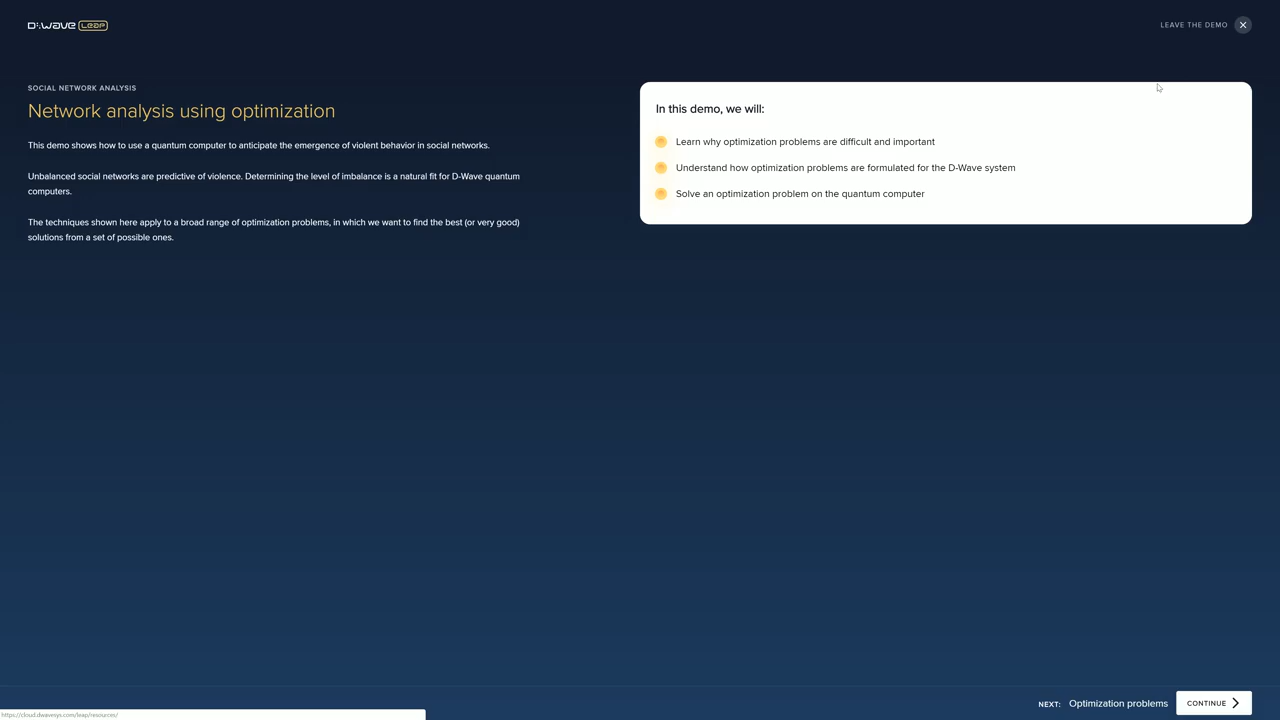 D:wave Leap
LEAVE THE DEMO
SOCIAL NETWORK ANALYSIS
Network analysis using optimization
This demo shows how to use a quantum computer to anticipate the emergence of violent behavior in social networks.
Unbalanced social networks are predictive of violence. Determining the level of imbalance is a natural fit for D-Wave quantum
computers.
The techniques shown here apply to a broad range of optimization problems, in which we want to find the best (or very good)
solutions from a set of possible ones.
In this demo, we will:
Learn why optimization problems are difficult and important
Understand how optimization problems are formulated for the D-Wave system
Solve an optimization problem on the quantum computer
NEXT: Optimization problems
CONTINUE
https://cloud.dwavesys.com/leap/resources/